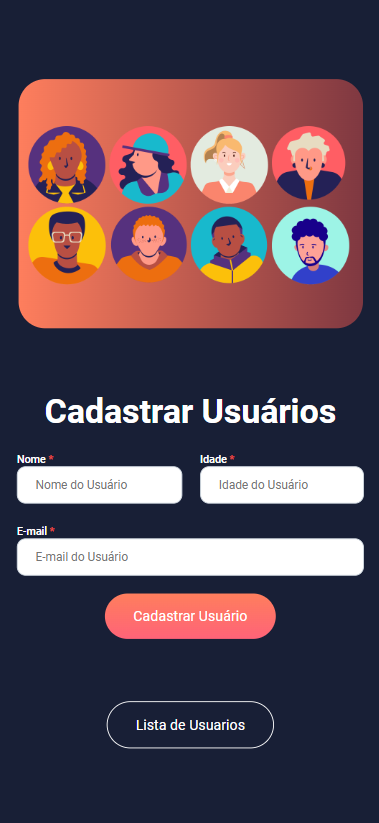 Cadastrar Usuários
Nome * Idade *
Nome do Usuário Idade do Usuário
E-mail *
E-mail do Usuário
Cadastrar Usuário
Lista de Usuarios